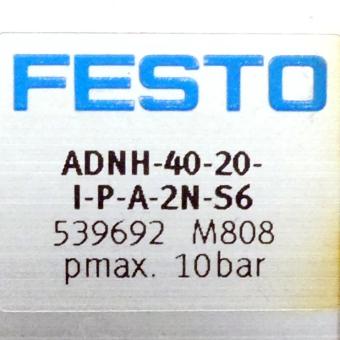 FESTO
ADNH-40-20-
I-P-A-2N-S6
539692 M808
pmax. 10bar